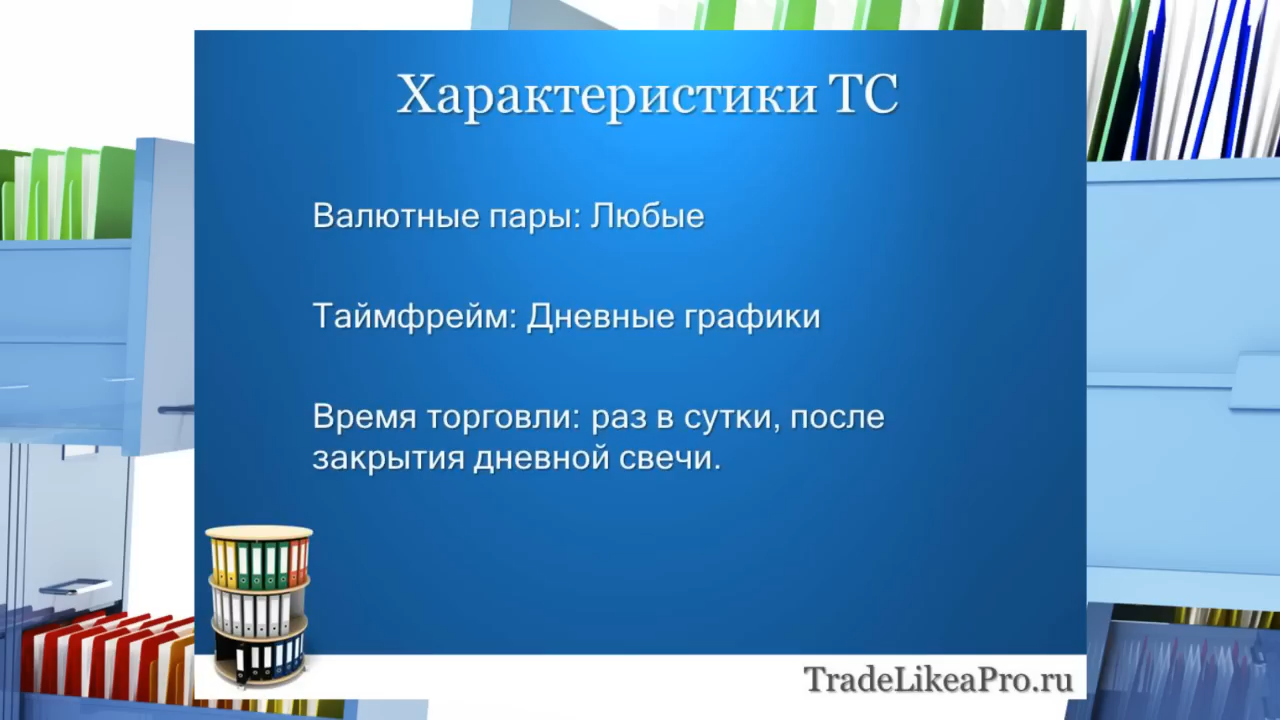 Характеристики ТС
Валютные пары: Любые
Таймфрейм: Дневные графики
Время торговли: раз в сутки, после
закрытия дневной свечи.
TradeLikeaPro.ru